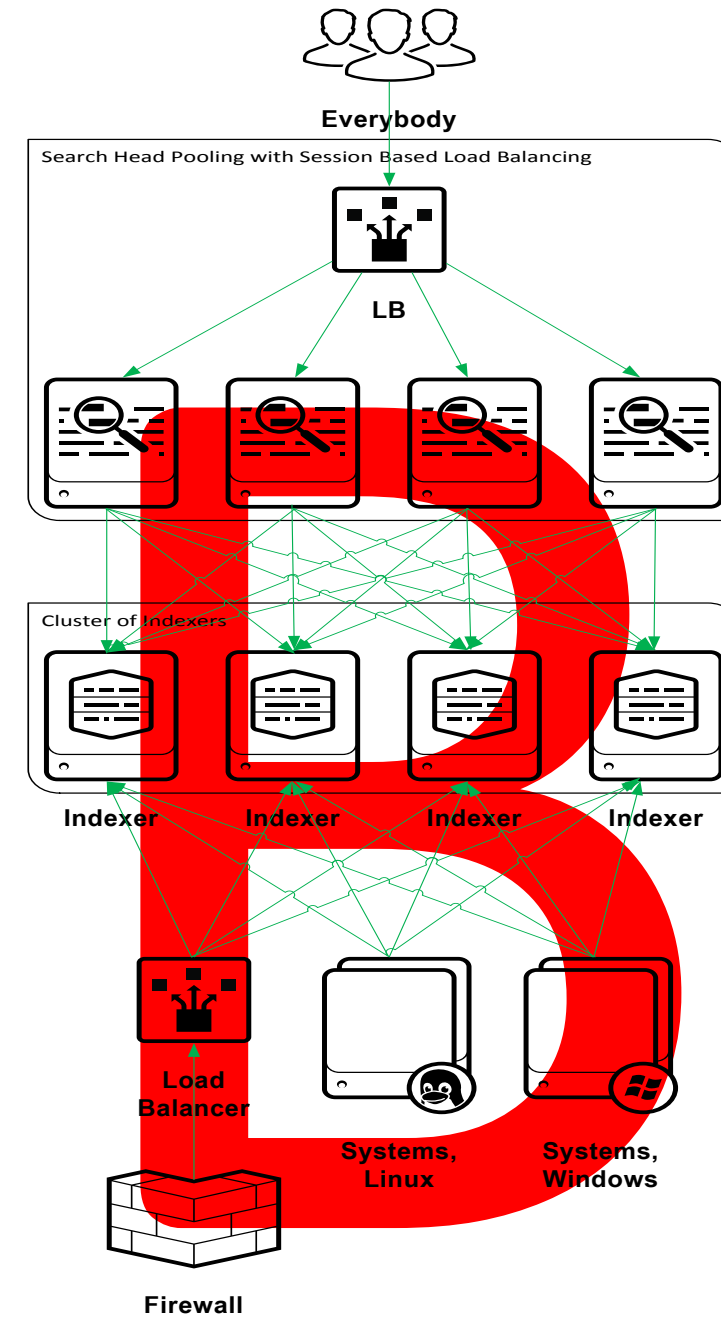 Everybody
Search Head Pooling with Session Based Load Balancing
LB
Cluster of Indexers
Indexer
Indexer
Indexer
Indexer
Load
Balancer
Systems,
Linux
Systems,
Windows
Firewall
B